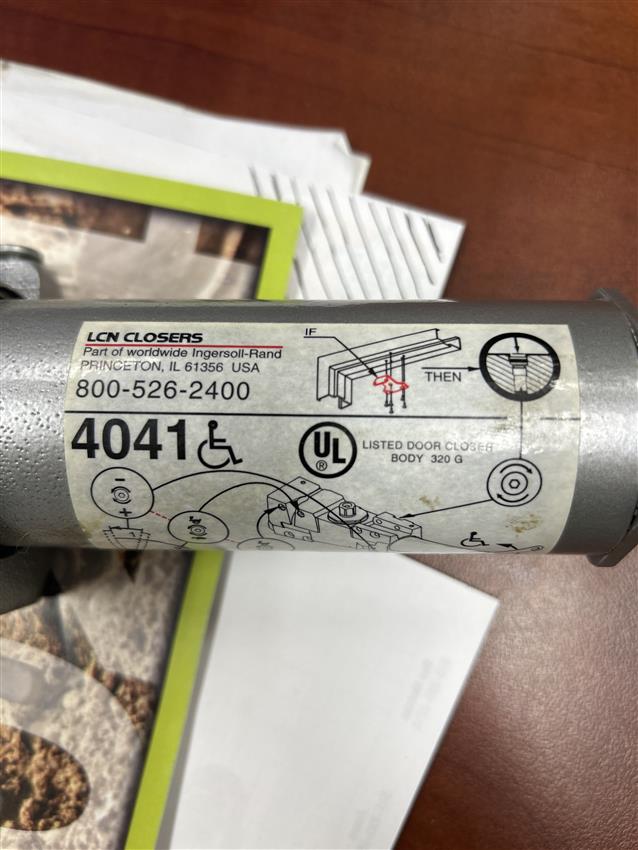 LCN CLOSERS
Part of worldwide Ingersoll-Rand
PRINCETON, IL 61356 USA
800-526-2400
IF
THEN
4041
UL
®
LISTED DOOR CLOSER
BODY 320 G
-
+